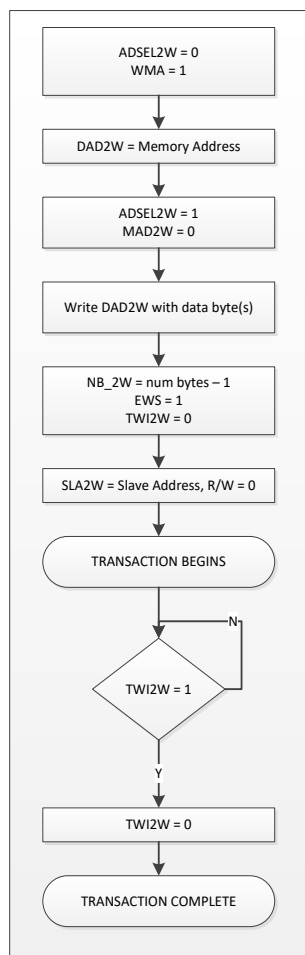 ADSEL2W = 0
WMA = 1
DAD2W = Memory Address
ADSEL2W = 1
MAD2W = 0
Write DAD2W with data byte(s)
NB_2W = num bytes – 1
EWS = 1
TWI2W = 0
SLA2W = Slave Address, R/W = 0
TRANSACTION BEGINS
N
TWI2W = 1
Y
TWI2W = 0
TRANSACTION COMPLETE